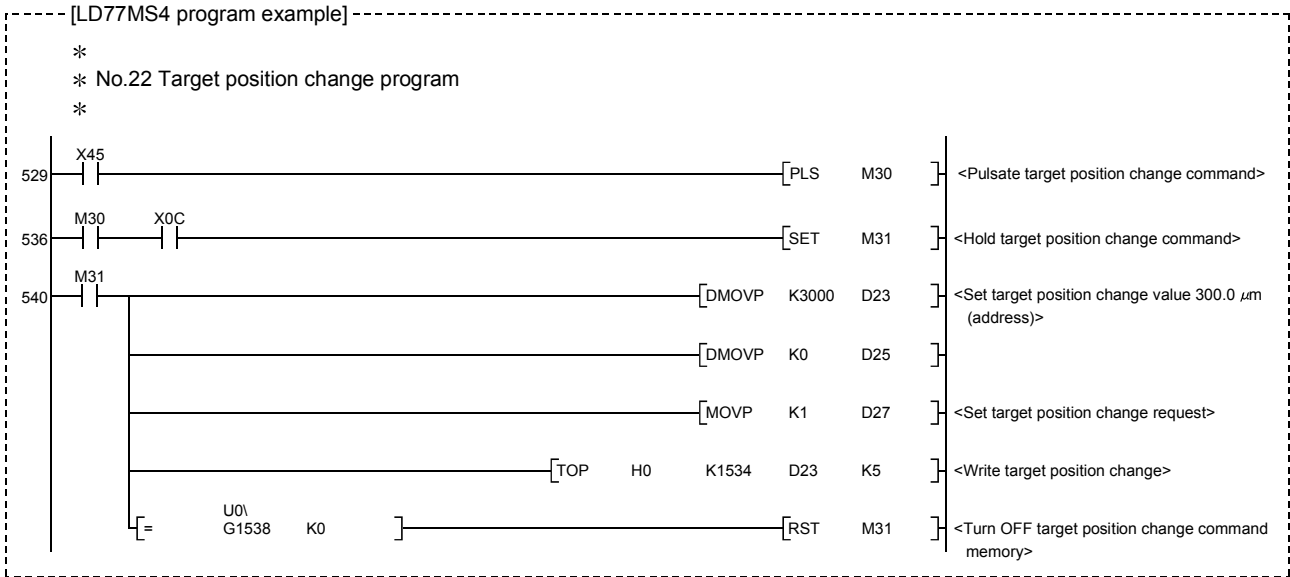 [LD77MS4 program example]
*
* No.22 Target position change program
*
X45
529 [PLS M30 ] <Pulsate target position change command>
M30 X0C
536 [SET M31 ] <Hold target position change command>
M31
540 [DMOVP K3000 D23 ] <Set target position change value 300.0 μm
(address)>
[DMOVP K0 D25 ]
[MOVP K1 D27 ] <Set target position change request>
[TOP H0 K1534 D23 K5 ] <Write target position change>
U0\
[= G1538 K0 ] [RST M31 ] <Turn OFF target position change command
memory>